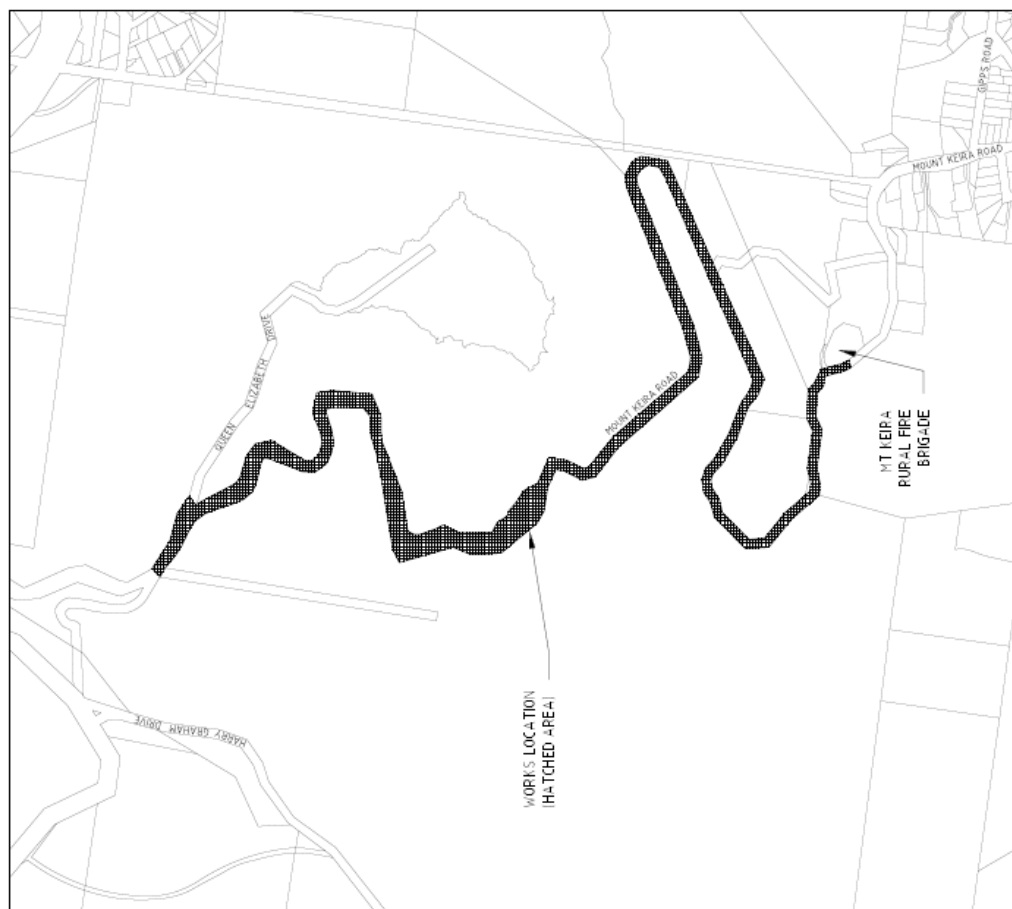 GIPPS ROAD
MOUNT KEIRA ROAD
QUEEN ELIZABETH DRIVE
MOUNT KEIRA ROAD
MT KEIRA
RURAL FIRE
BRIGADE
WORKS LOCATION
(HATCHED AREA)
HARRY GRAHAM DRIVE